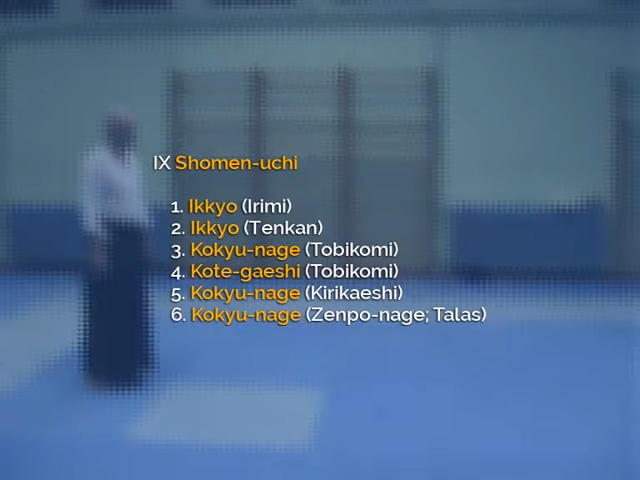 IX Shomen-uchi
1. Ikkyo (Irimi)
2. Ikkyo (Tenkan)
3. Kokyu-nage (Tobikomi)
4. Kote-gaeshi (Tobikomi)
5. Kokyu-nage (Kirikaeshi)
6. Kokyu-nage (Zenpo-nage; Talas)